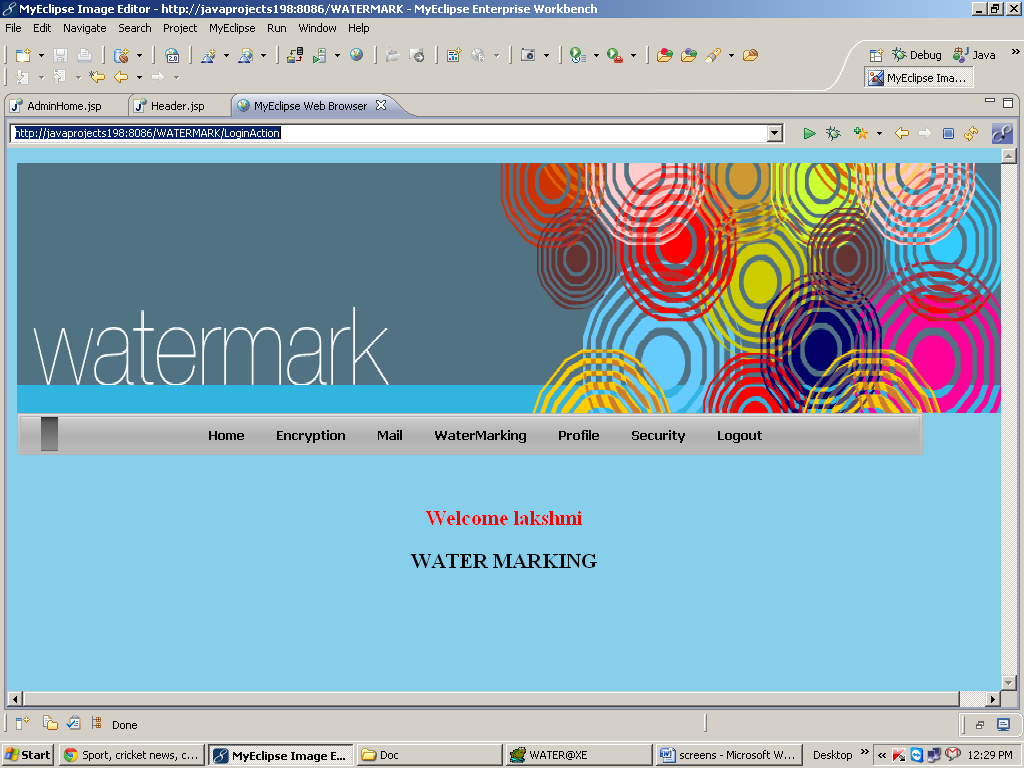 MyEclipse Image Editor - http://javaprojects198:8086/WATERMARK - MyEclipse Enterprise Workbench
File Edit Navigate Search Project MyEclipse Run Window Help
2.0
Debug Java »
MyEclipse Ima...
AdminHome.jsp Header.jsp MyEclipse Web Browser
http://javaprojects198:8086/WATERMARK/LoginAction
watermark
Home Encryption Mail WaterMarking Profile Security Logout
Welcome lakshmi
WATER MARKING
Done
Start Sport, cricket news, c... MyEclipse Image E... Doc WATER@XE screens - Microsoft W... Desktop » « 12:29 PM